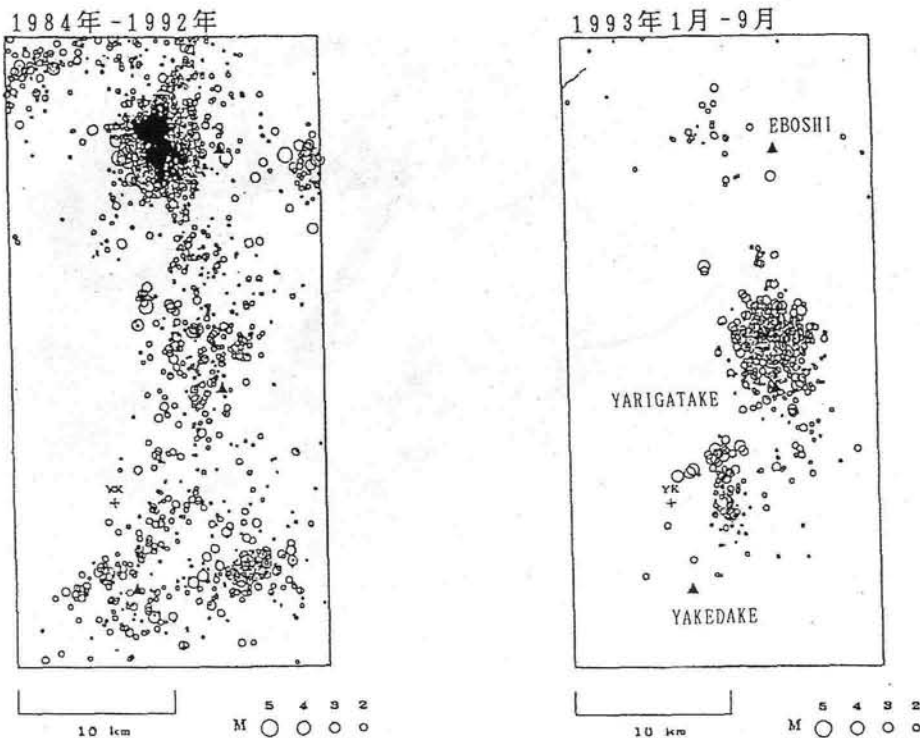 1984年-1992年
YK
10 km
M 5 4 3 2
1993年1月-9月
EBOSHI
YARIGATAKE
YK
YAKEDAKE
10 km
M 5 4 3 2